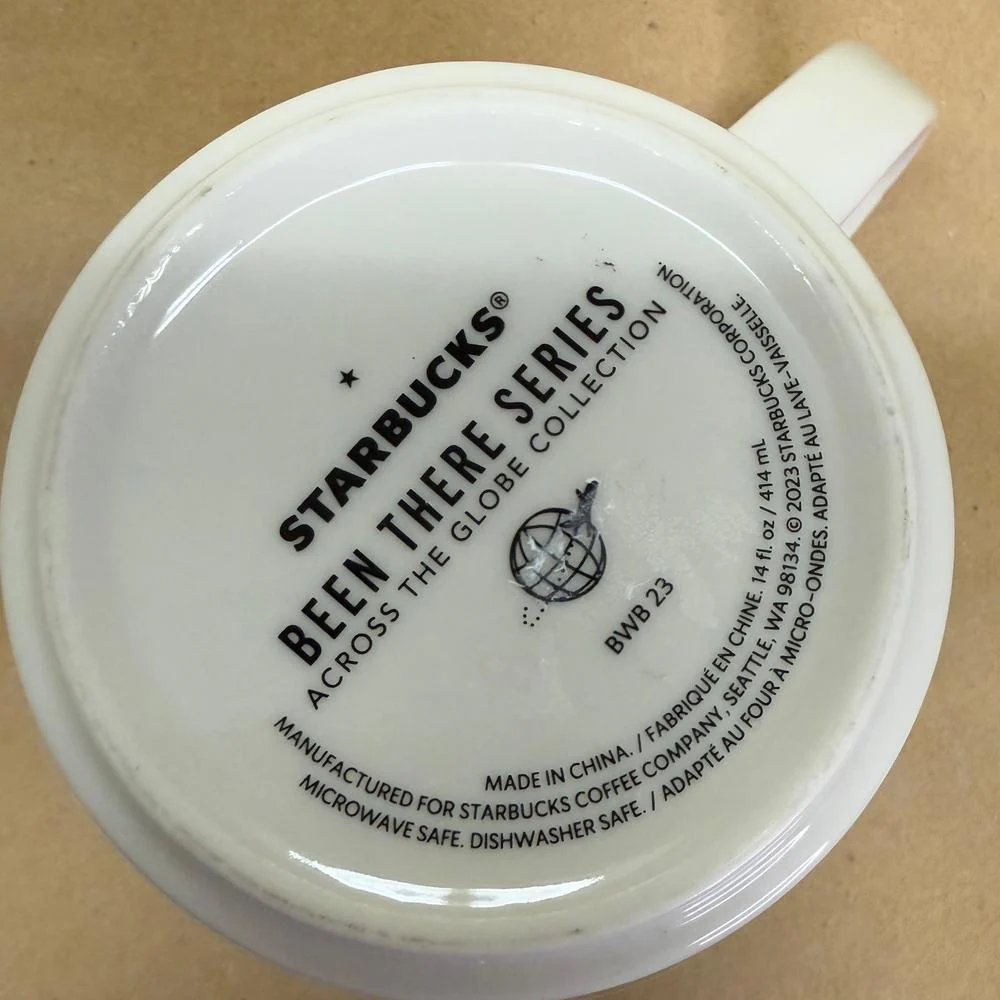 STARBUCKS®
BEEN THERE SERIES
ACROSS THE GLOBE COLLECTION
BWB 23
MADE IN CHINA. / FABRIQUÉ EN CHINE. 14 fl. oz / 414 mL
MANUFACTURED FOR STARBUCKS COFFEE COMPANY, SEATTLE, WA 98134. © 2023 STARBUCKS CORPORATION.
MICROWAVE SAFE. DISHWASHER SAFE. / ADAPTÉ AU FOUR À MICRO-ONDES. ADAPTÉ AU LAVE-VAISSELLE.